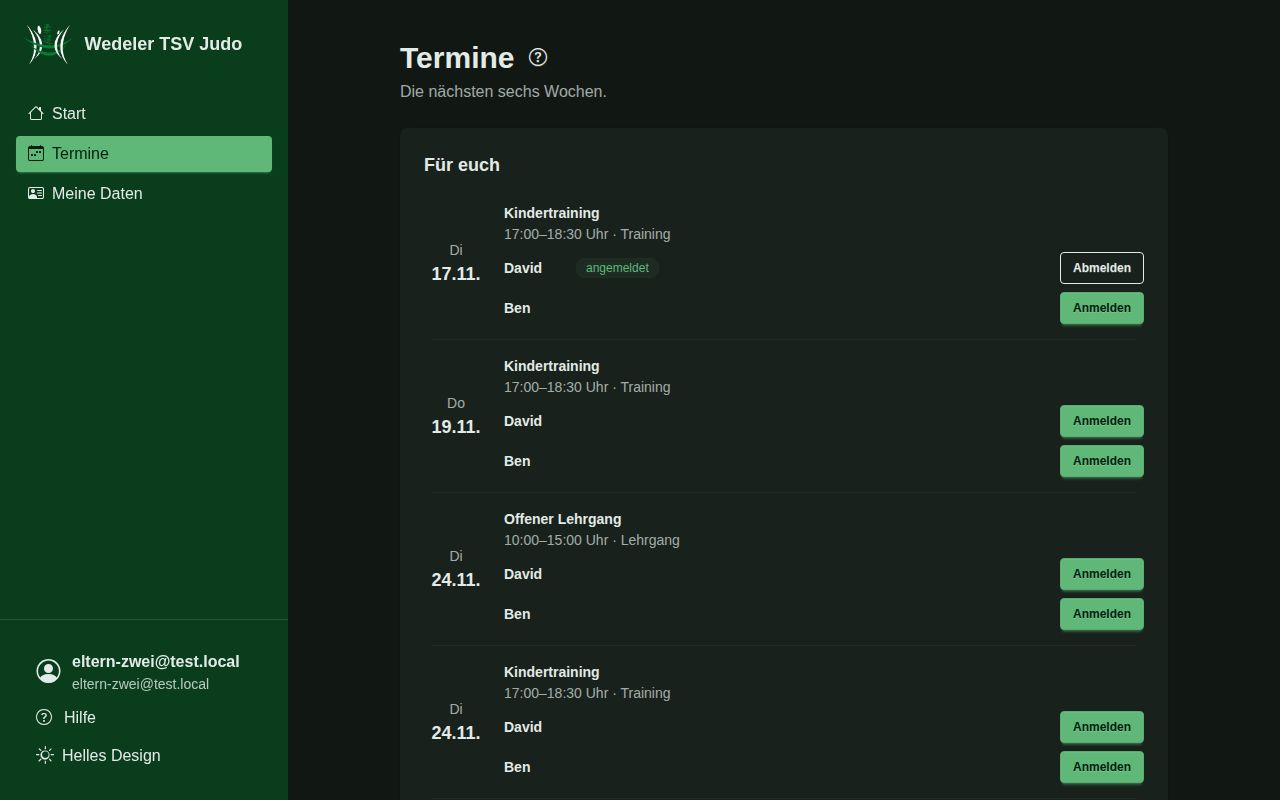 Wedeler TSV Judo
Start
Termine
Meine Daten
eltern-zwei@test.local
eltern-zwei@test.local
Hilfe
Helles Design
Termine
Die nächsten sechs Wochen.
Für euch
Di
17.11.
Kindertraining
17:00–18:30 Uhr · Training
David angemeldet Abmelden
Ben Anmelden
Do
19.11.
Kindertraining
17:00–18:30 Uhr · Training
David Anmelden
Ben Anmelden
Di
24.11.
Offener Lehrgang
10:00–15:00 Uhr · Lehrgang
David Anmelden
Ben Anmelden
Di
24.11.
Kindertraining
17:00–18:30 Uhr · Training
David Anmelden
Ben Anmelden